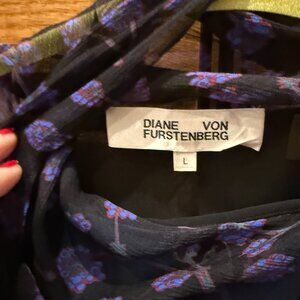 DIANE VON
FURSTENBERG
L